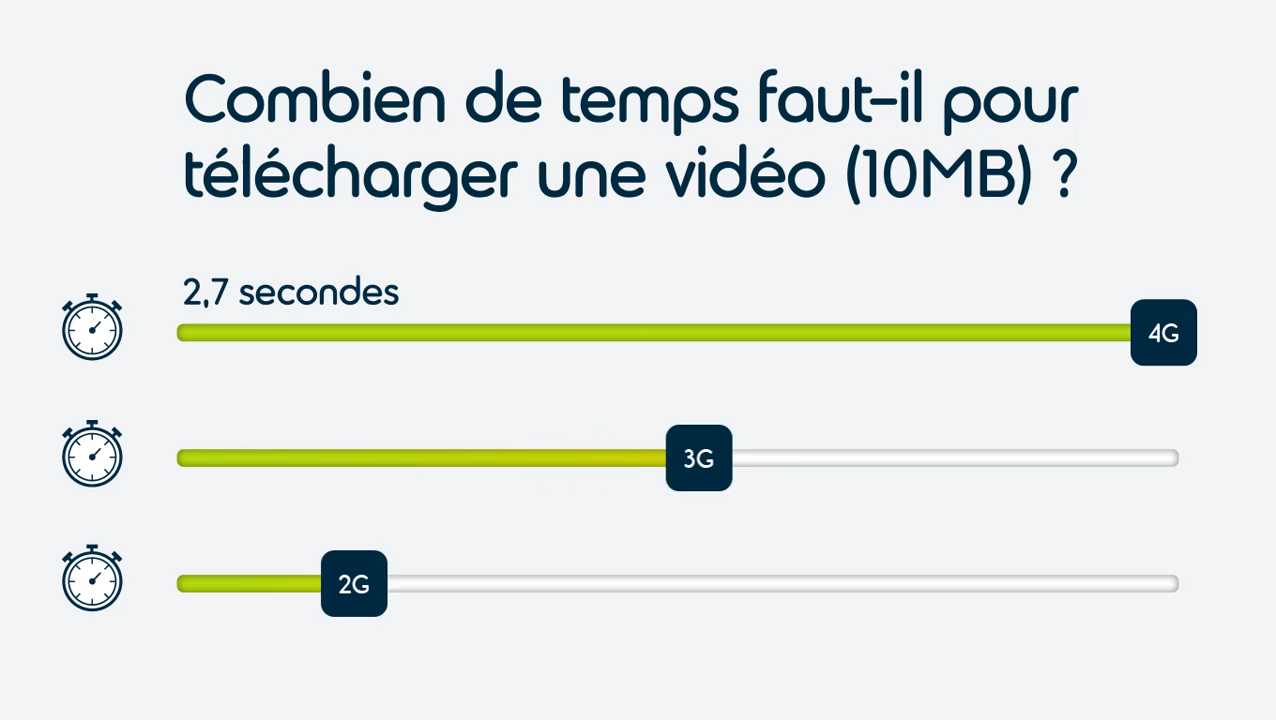 Combien de temps faut-il pour
télécharger une vidéo (10MB) ?
2,7 secondes
4G
3G
2G